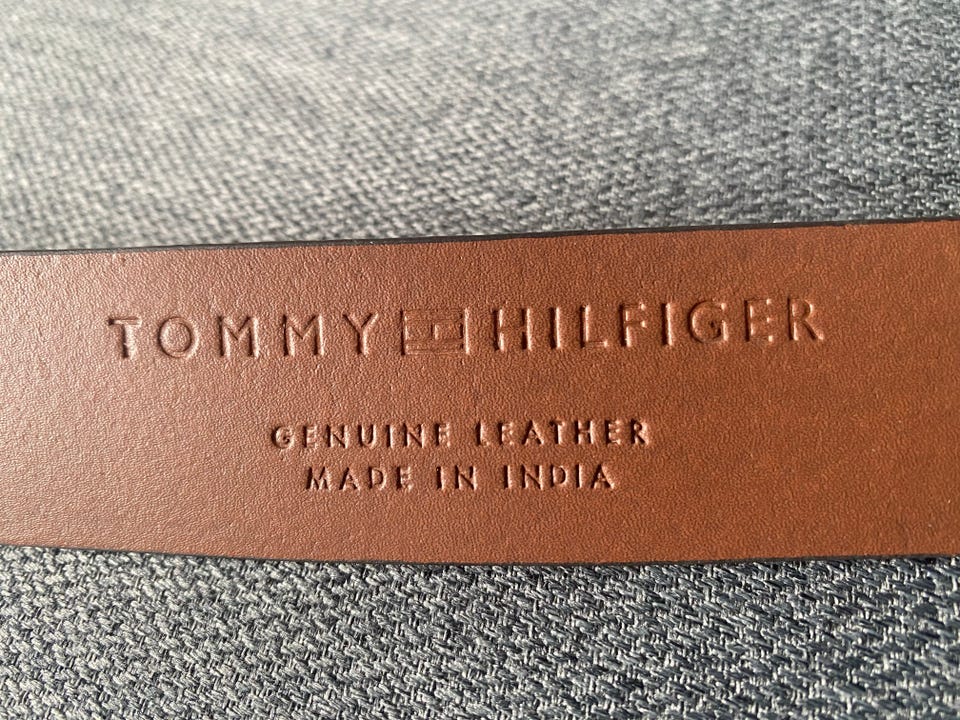 TOMMY HILFIGER
GENUINE LEATHER
MADE IN INDIA